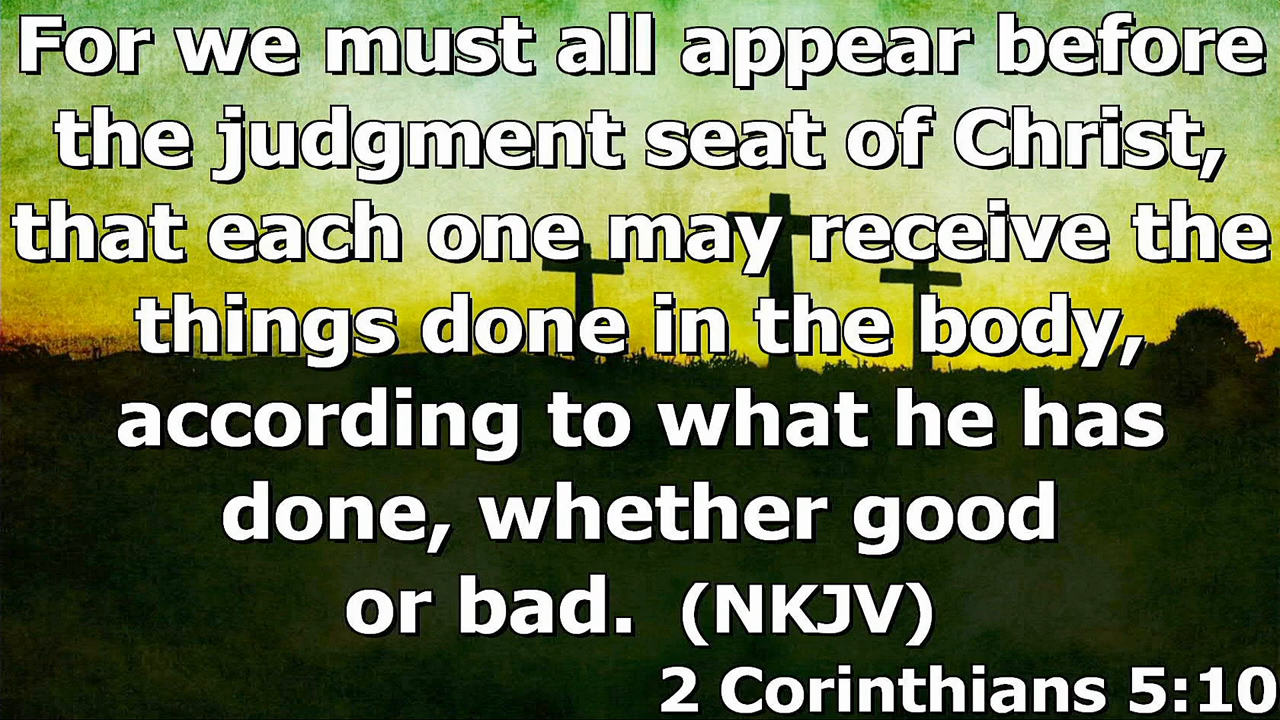 For we must all appear before
the judgment seat of Christ,
that each one may receive the
things done in the body,
according to what he has
done, whether good
or bad. (NKJV)
2 Corinthians 5:10